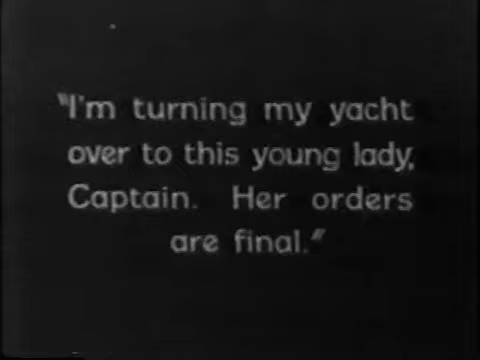 "I'm turning my yacht
over to this young lady,
Captain. Her orders
are final."